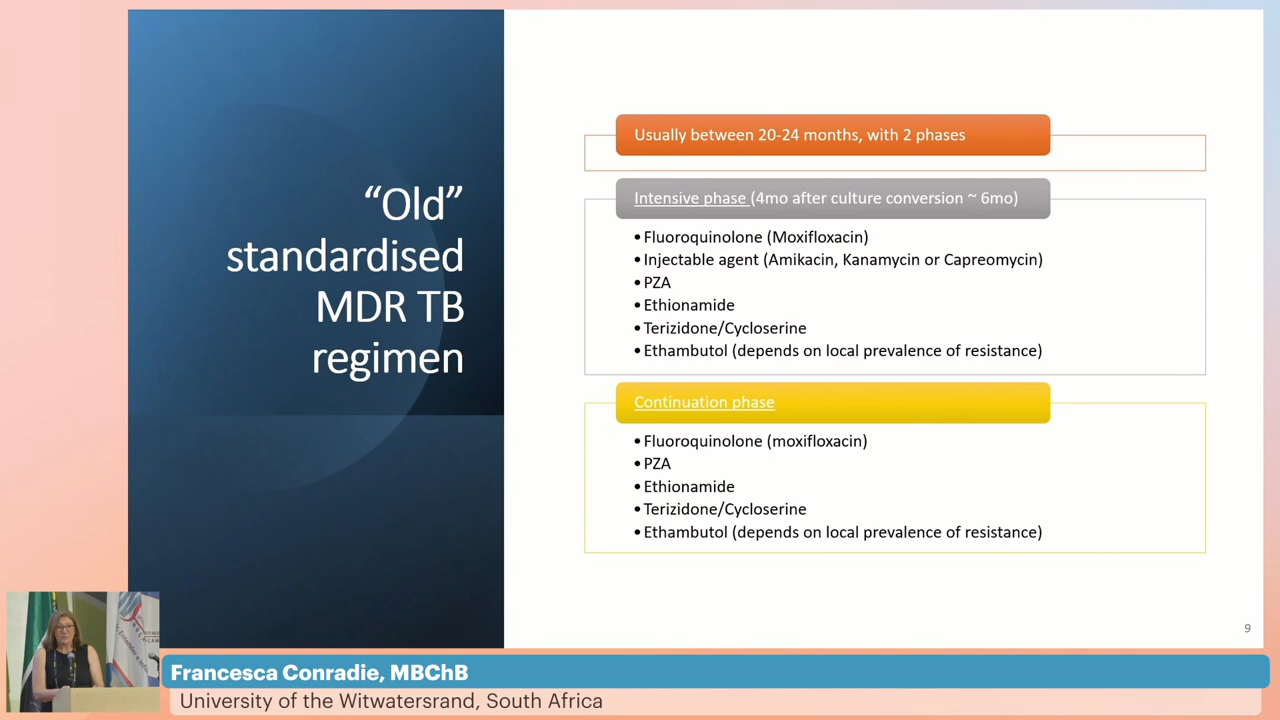 “Old”
standardised
MDR TB
regimen
Usually between 20-24 months, with 2 phases
Intensive phase (4mo after culture conversion ~ 6mo)
•Fluoroquinolone (Moxifloxacin)
•Injectable agent (Amikacin, Kanamycin or Capreomycin)
•PZA
•Ethionamide
•Terizidone/Cycloserine
•Ethambutol (depends on local prevalence of resistance)
Continuation phase
•Fluoroquinolone (moxifloxacin)
•PZA
•Ethionamide
•Terizidone/Cycloserine
•Ethambutol (depends on local prevalence of resistance)
9
Francesca Conradie, MBChB
University of the Witwatersrand, South Africa